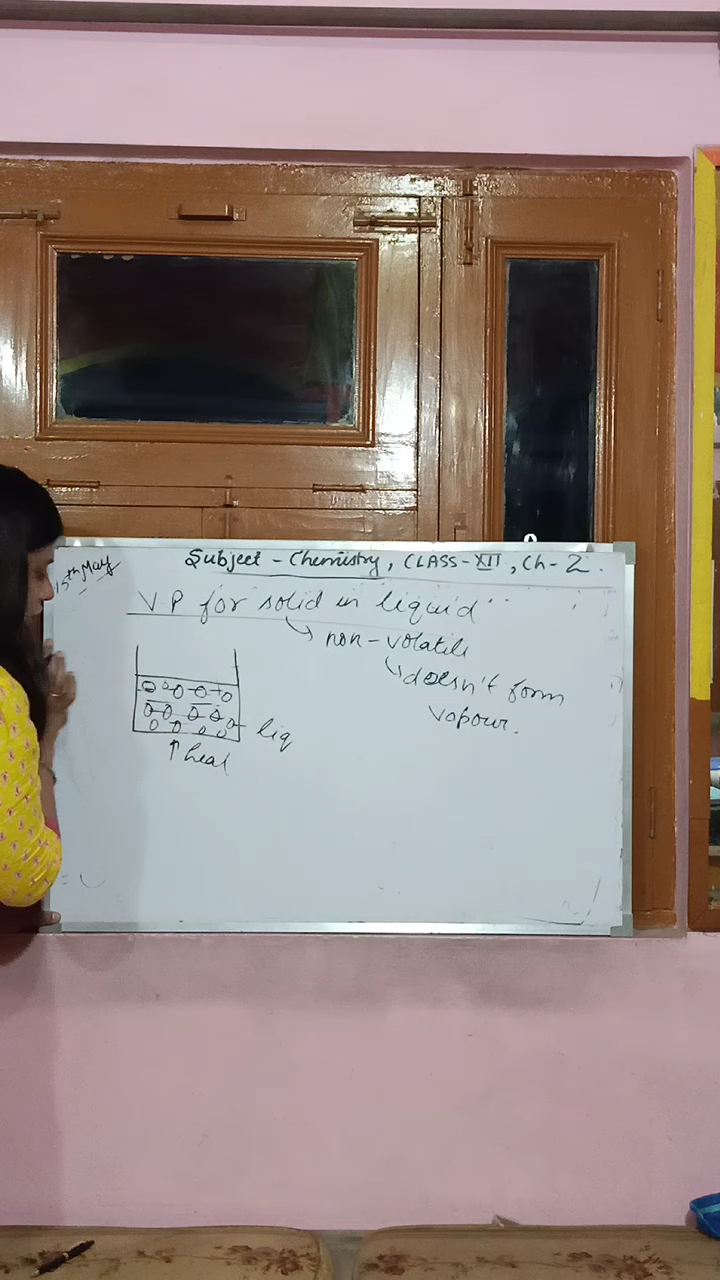 Subject - Chemistry, CLASS-XII, Ch-2.
15th May
V.P for "solid in liquid"
non-volatile
doesn't form
vapour.
liq
heat